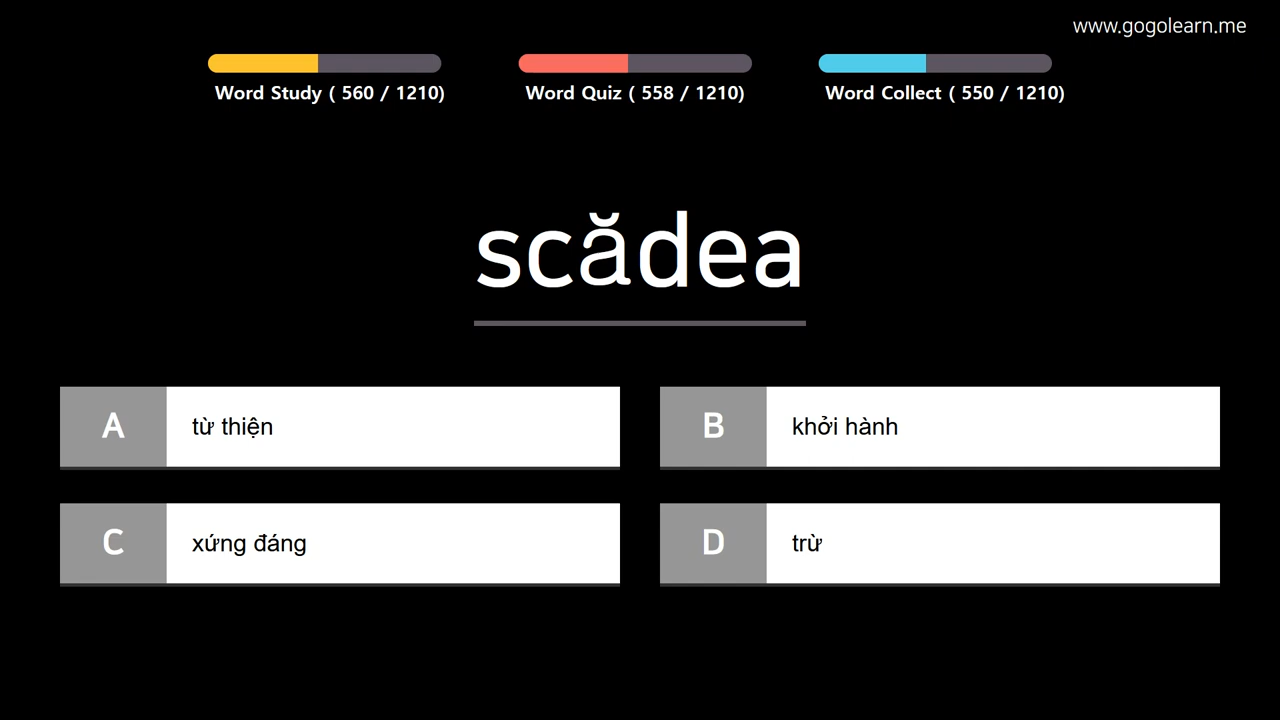 www.gogolearn.me
Word Study ( 560 / 1210)
Word Quiz ( 558 / 1210)
Word Collect ( 550 / 1210)
scădea
A từ thiện
B khởi hành
C xứng đáng
D trừ